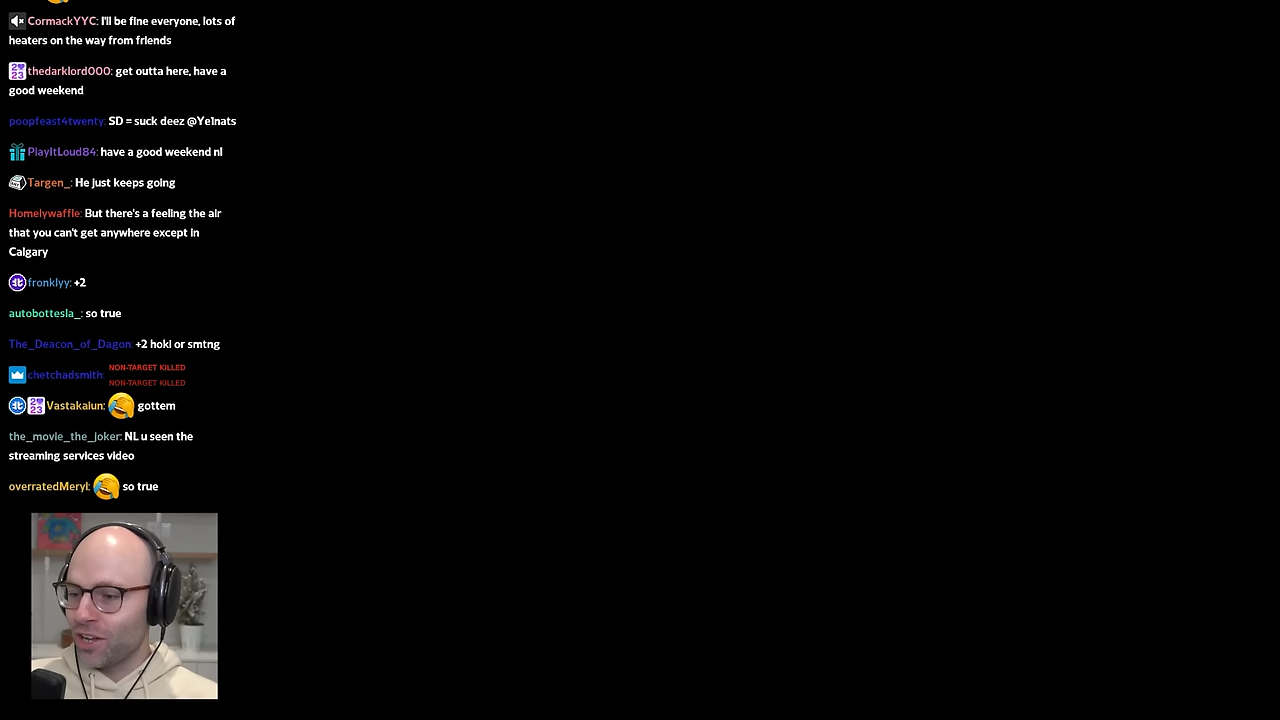 CormackYYC: I'll be fine everyone, lots of
heaters on the way from friends
thedarklord000: get outta here, have a
good weekend
poopfeast4twenty: SD = suck deez @Ye1nats
PlayItLoud84: have a good weekend nl
Targen_: He just keeps going
Homelywaffle: But there's a feeling the air
that you can't get anywhere except in
Calgary
fronklyy: +2
autobottesla_: so true
The_Deacon_of_Dagon: +2 hoki or smtng
chetchadsmith: NON-TARGET KILLED
NON-TARGET KILLED
2 23 Vastakaiun: gottem
the_movie_the_joker: NL u seen the
streaming services video
overratedMeryl: so true